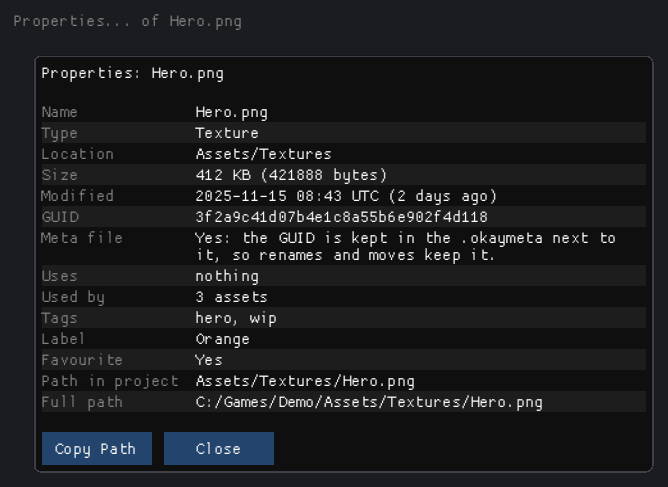 Properties... of Hero.png
Properties: Hero.png
Name Hero.png
Type Texture
Location Assets/Textures
Size 412 KB (421888 bytes)
Modified 2025-11-15 08:43 UTC (2 days ago)
GUID 3f2a9c41d07b4e1c8a55b6e902f4d118
Meta file Yes: the GUID is kept in the .okaymeta next to
it, so renames and moves keep it.
Uses nothing
Used by 3 assets
Tags hero, wip
Label Orange
Favourite Yes
Path in project Assets/Textures/Hero.png
Full path C:/Games/Demo/Assets/Textures/Hero.png
Copy Path Close